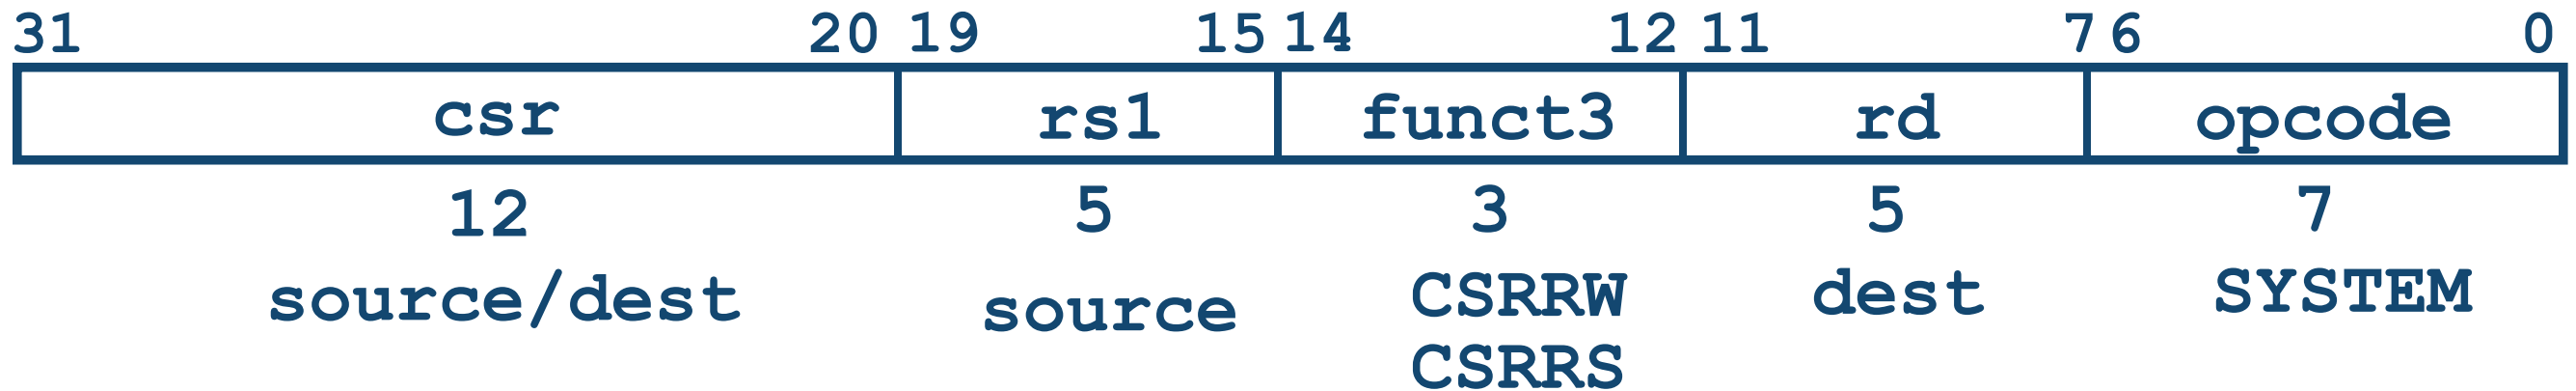 31 20 19 15 14 12 11 7 6 0
csr rs1 funct3 rd opcode
12 5 3 5 7
source/dest source CSRRW dest SYSTEM
CSRRS